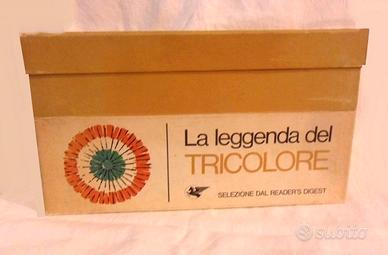 La leggenda del
TRICOLORE
SELEZIONE DAL READER'S DIGEST
subito